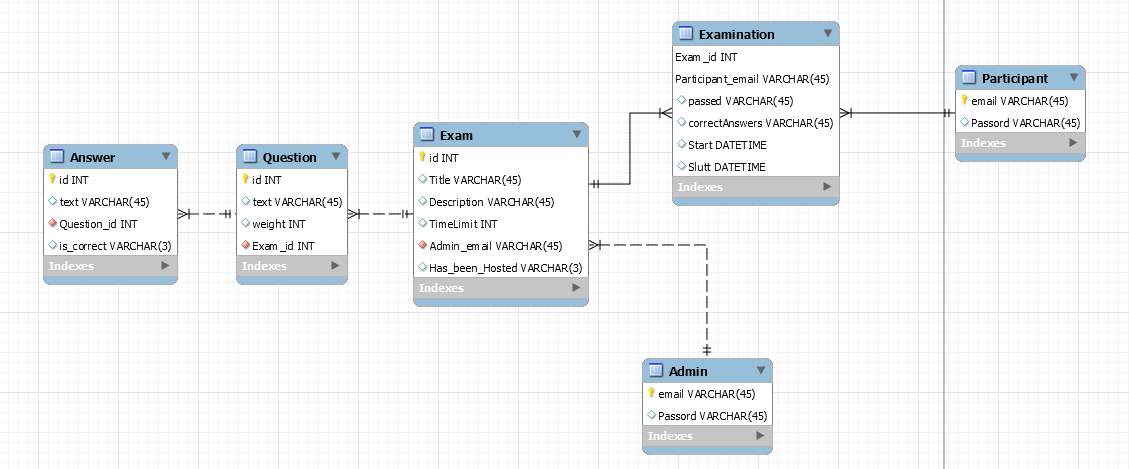 Answer
id INT
text VARCHAR(45)
Question_id INT
is_correct VARCHAR(3)
Indexes
Question
id INT
text VARCHAR(45)
weight INT
Exam_id INT
Indexes
Exam
id INT
Title VARCHAR(45)
Description VARCHAR(45)
TimeLimit INT
Admin_email VARCHAR(45)
Has_been_Hosted VARCHAR(3)
Indexes
Examination
Exam_id INT
Participant_email VARCHAR(45)
passed VARCHAR(45)
correctAnswers VARCHAR(45)
Start DATETIME
Slutt DATETIME
Indexes
Participant
email VARCHAR(45)
Passord VARCHAR(45)
Indexes
Admin
email VARCHAR(45)
Passord VARCHAR(45)
Indexes